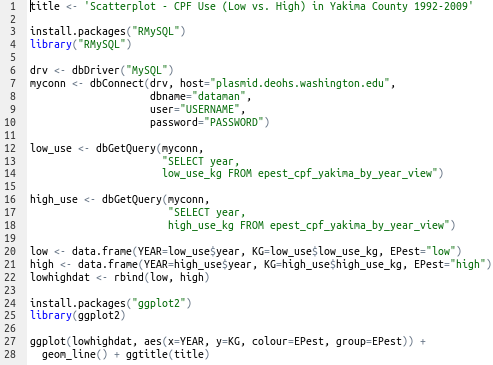 1 title <- 'Scatterplot - CPF Use (Low vs. High) in Yakima County 1992-2009'
2
3 install.packages("RMySQL")
4 library("RMySQL")
5
6 drv <- dbDriver("MySQL")
7 myconn <- dbConnect(drv, host="plasmid.deohs.washington.edu",
8                     dbname="dataman",
9                     user="USERNAME",
10                    password="PASSWORD")
11
12 low_use <- dbGetQuery(myconn,
13                       "SELECT year,
14                       low_use_kg FROM epest_cpf_yakima_by_year_view")
15
16 high_use <- dbGetQuery(myconn,
17                        "SELECT year,
18                        high_use_kg FROM epest_cpf_yakima_by_year_view")
19
20 low <- data.frame(YEAR=low_use$year, KG=low_use$low_use_kg, EPest="low")
21 high <- data.frame(YEAR=high_use$year, KG=high_use$high_use_kg, EPest="high")
22 lowhighdat <- rbind(low, high)
23
24 install.packages("ggplot2")
25 library(ggplot2)
26
27 ggplot(lowhighdat, aes(x=YEAR, y=KG, colour=EPest, group=EPest)) +
28   geom_line() + ggtitle(title)